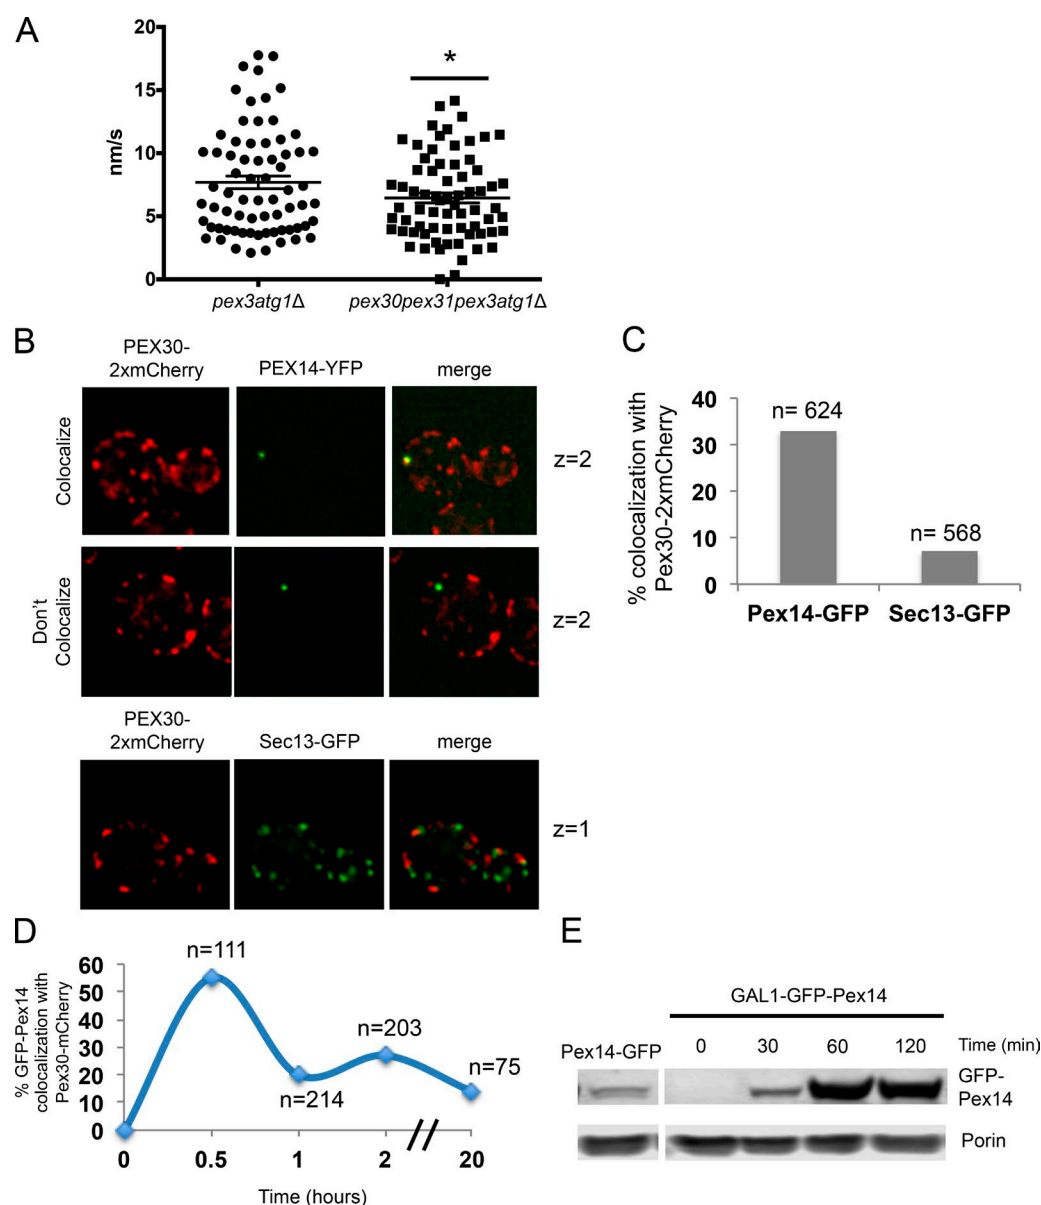 A
20
15
10
5
0
nm/s
*
pex3atg1Δ
pex30pex31pex3atg1Δ
B
PEX30-
2xmCherry
PEX14-YFP
merge
Colocalize
z=2
Don't
Colocalize
z=2
PEX30-
2xmCherry
Sec13-GFP
merge
z=1
C
% colocalization with
Pex30-2xmCherry
40
30
20
10
0
n= 624
n= 568
Pex14-GFP
Sec13-GFP
D
% GFP-Pex14
colocalization with
Pex30-mCherry
60
50
40
30
20
10
0
n=111
n=214
n=203
n=75
0
0.5
1
2
20
Time (hours)
E
GAL1-GFP-Pex14
Pex14-GFP
0
30
60
120
Time (min)
GFP-
Pex14
Porin